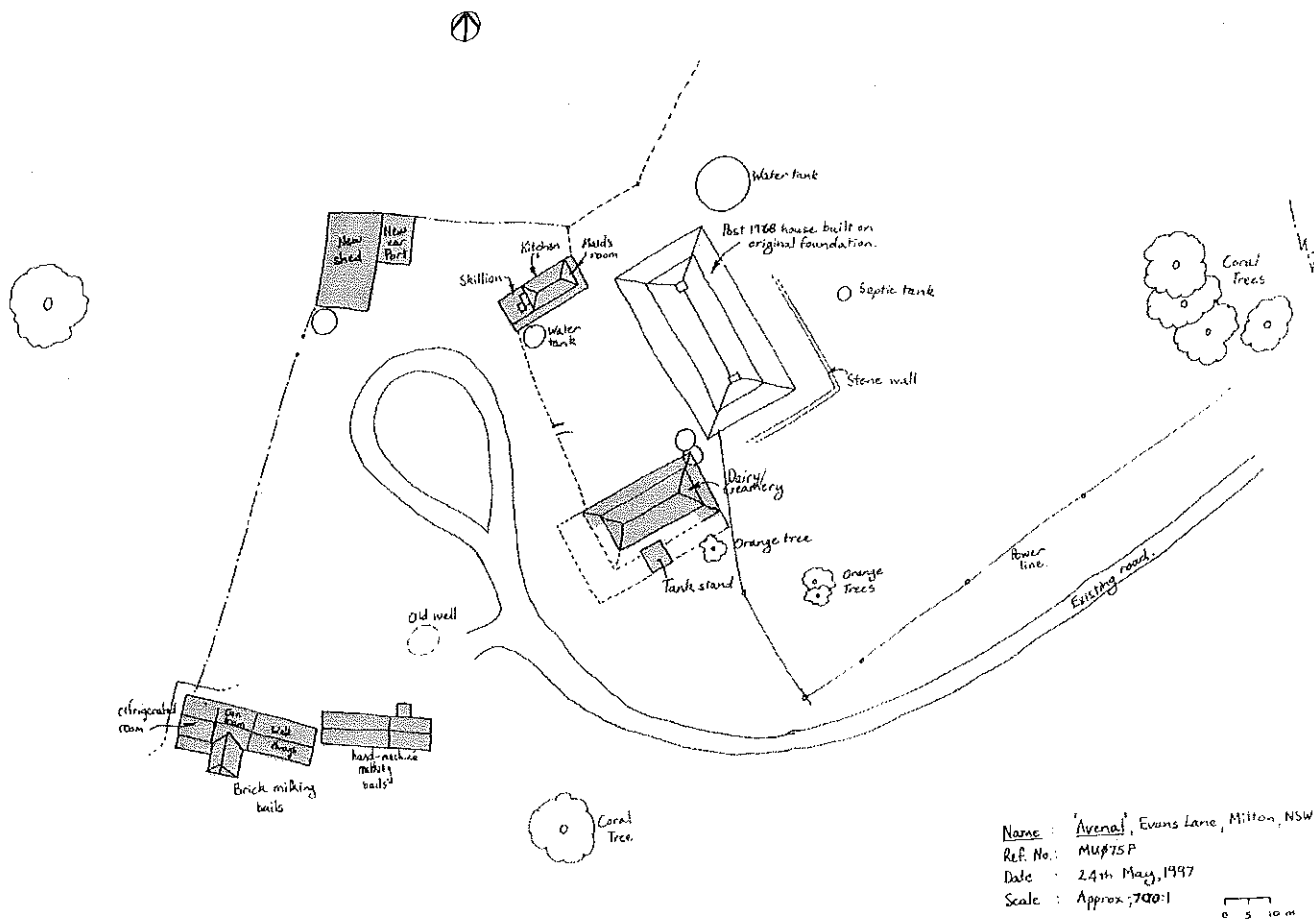 Water tank
Post 1968 house built on
original foundation.
New
shed
New
car
Port
Kitchen
Maids
room
Skillion
Coral
Trees
Septic tank
Water
tank
Stone wall
Dairy/
creamery
Orange tree
Tank stand
Orange
Trees
Power
line.
Existing road.
Old well
refrigerated
room
room
hand-machine
milking
bails
Brick milking
bails
Coral
Tree.
Name : 'Avenal', Evans Lane, Milton, NSW
Ref. No.: MUØ75P
Date : 24th May, 1997
Scale : Approx; 700:1
0 5 10 m